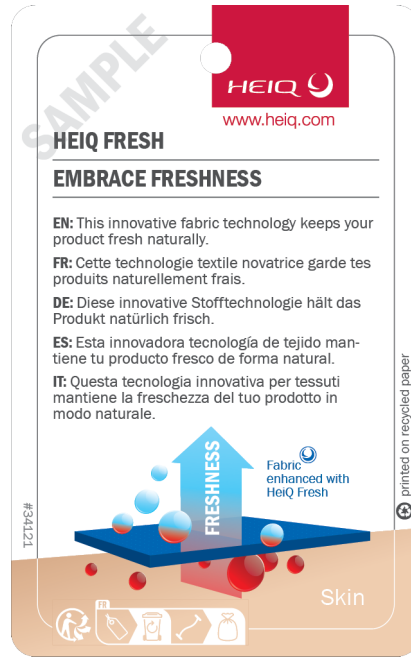 SAMPLE
HEIQ
www.heiq.com
HEIQ FRESH
EMBRACE FRESHNESS
EN: This innovative fabric technology keeps your
product fresh naturally.
FR: Cette technologie textile novatrice garde tes
produits naturellement frais.
DE: Diese innovative Stofftechnologie hält das
Produkt natürlich frisch.
ES: Esta innovadora tecnología de tejido man-
tiene tu producto fresco de forma natural.
IT: Questa tecnologia innovativa per tessuti
mantiene la freschezza del tuo prodotto in
modo naturale.
FRESHNESS
Fabric
enhanced with
HeiQ Fresh
printed on recycled paper
#34121
Skin
FR